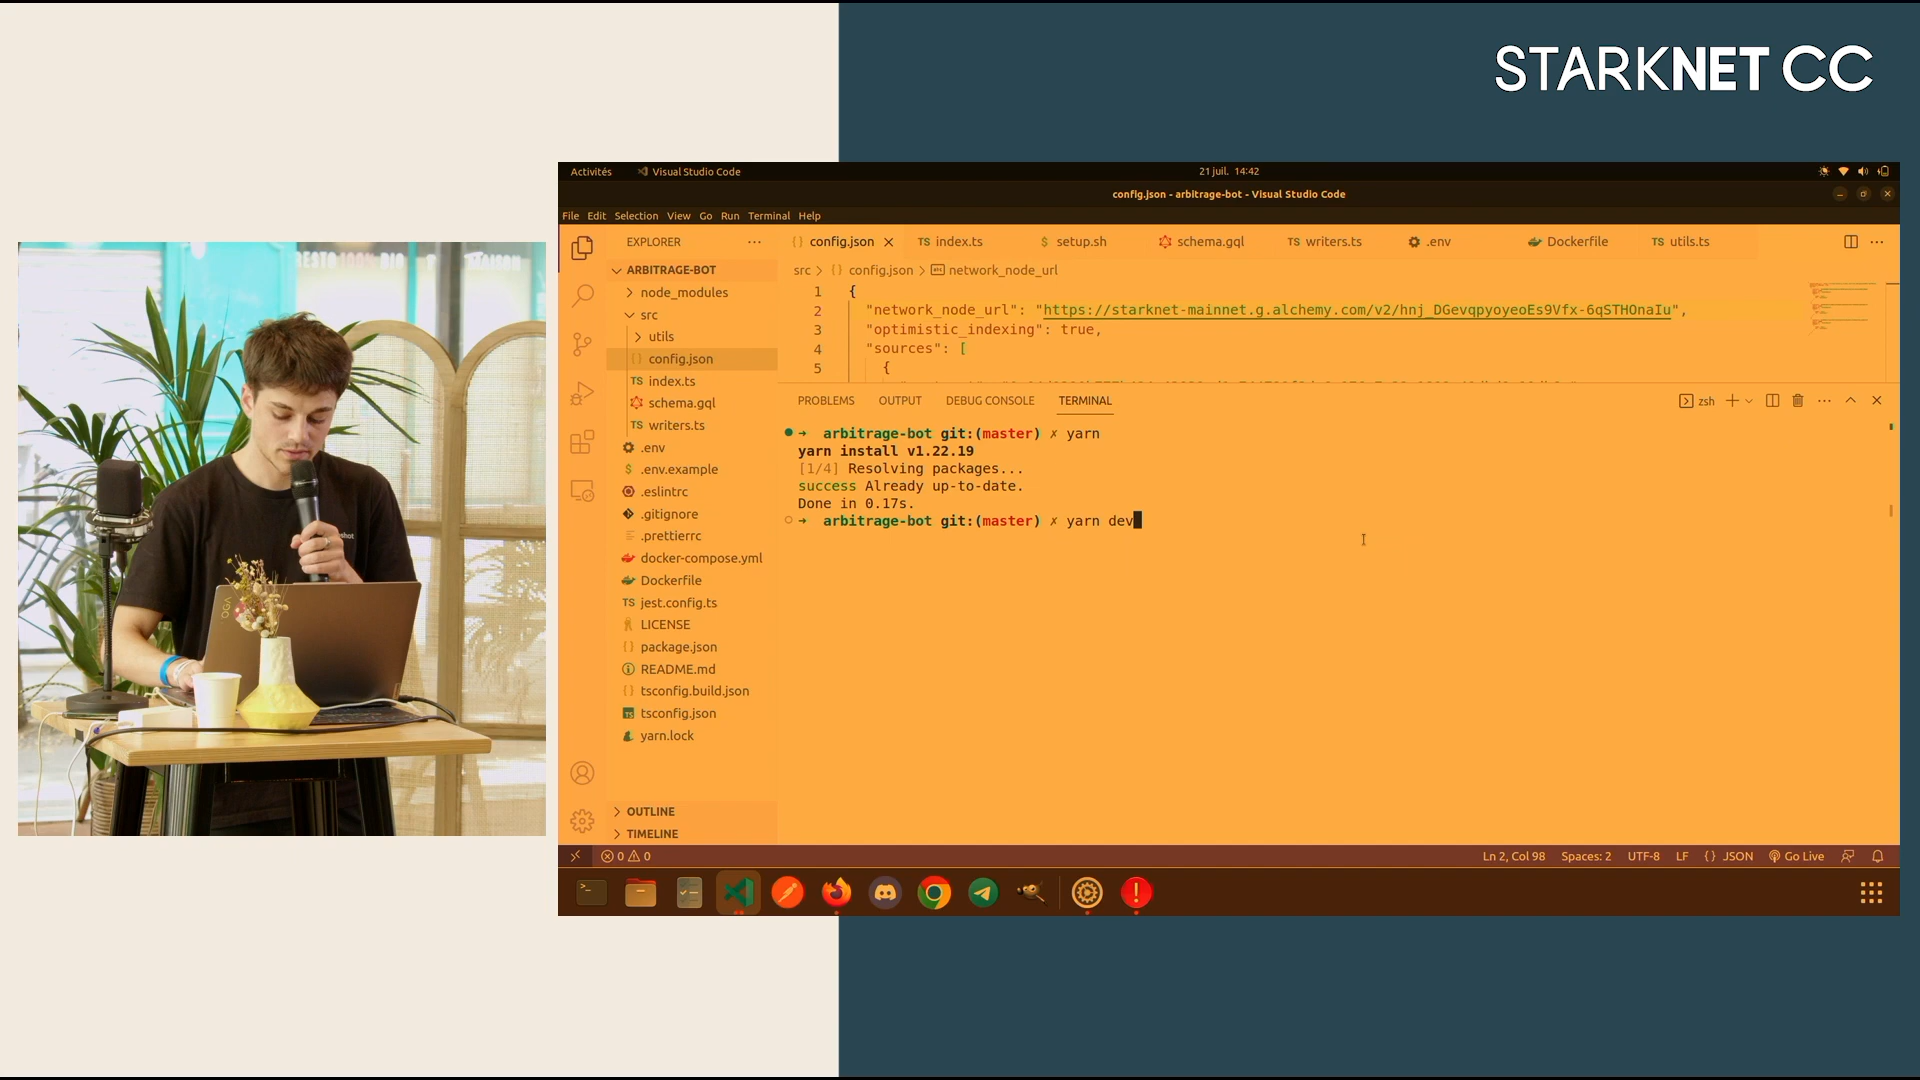 STARKNET CC
Activités
Visual Studio Code
21 juil. 14:42
config.json - arbitrage-bot - Visual Studio Code
File Edit Selection View Go Run Terminal Help
EXPLORER
config.json
TS index.ts
$ setup.sh
schema.gql
TS writers.ts
.env
Dockerfile
TS utils.ts
src > {} config.json > network_node_url
ARBITRAGE-BOT
node_modules
src
utils
{} config.json
TS index.ts
schema.gql
TS writers.ts
.env
$ .env.example
.eslintrc
.gitignore
.prettierrc
docker-compose.yml
Dockerfile
TS jest.config.ts
LICENSE
{} package.json
README.md
{} tsconfig.build.json
TS tsconfig.json
yarn.lock
OUTLINE
TIMELINE
1 {
2 "network_node_url": "https://starknet-mainnet.g.alchemy.com/v2/hnj_DGevqpyoyeoEs9Vfx-6qSTHOnaIu",
3 "optimistic_indexing": true,
4 "sources": [
5 {
PROBLEMS OUTPUT DEBUG CONSOLE TERMINAL
zsh
➜ arbitrage-bot git:(master) ✗ yarn
yarn install v1.22.19
[1/4] Resolving packages...
success Already up-to-date.
Done in 0.17s.
➜ arbitrage-bot git:(master) ✗ yarn dev
0 0
Ln 2, Col 98 Spaces: 2 UTF-8 LF {} JSON Go Live